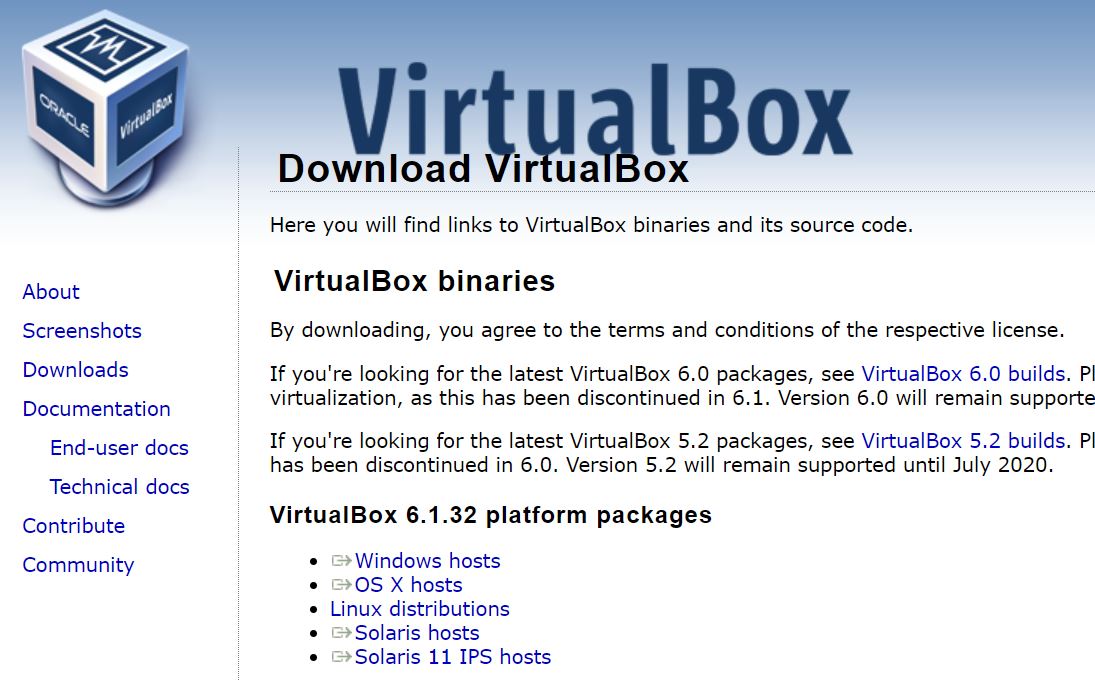 ORACLE
VirtualBox
VirtualBox
Download VirtualBox
Here you will find links to VirtualBox binaries and its source code.
About
Screenshots
Downloads
Documentation
End-user docs
Technical docs
Contribute
Community
VirtualBox binaries
By downloading, you agree to the terms and conditions of the respective license.
If you're looking for the latest VirtualBox 6.0 packages, see VirtualBox 6.0 builds. Pl
virtualization, as this has been discontinued in 6.1. Version 6.0 will remain supporte
If you're looking for the latest VirtualBox 5.2 packages, see VirtualBox 5.2 builds. Pl
has been discontinued in 6.0. Version 5.2 will remain supported until July 2020.
VirtualBox 6.1.32 platform packages
Windows hosts
OS X hosts
Linux distributions
Solaris hosts
Solaris 11 IPS hosts